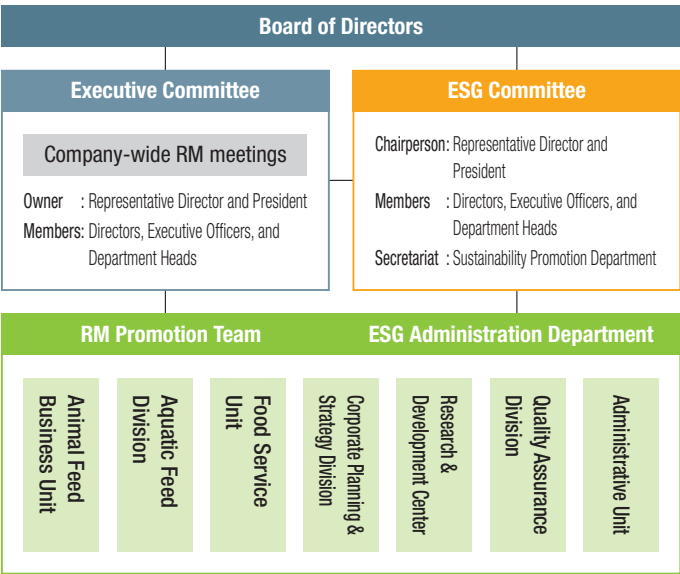 Board of Directors
Executive Committee
Company-wide RM meetings
Owner : Representative Director and President
Members: Directors, Executive Officers, and
Department Heads
ESG Committee
Chairperson: Representative Director and
President
Members : Directors, Executive Officers, and
Department Heads
Secretariat : Sustainability Promotion Department
RM Promotion Team
ESG Administration Department
Animal Feed
Business Unit
Aquatic Feed
Division
Food Service
Unit
Corporate Planning &
Strategy Division
Research &
Development Center
Quality Assurance
Division
Administrative Unit